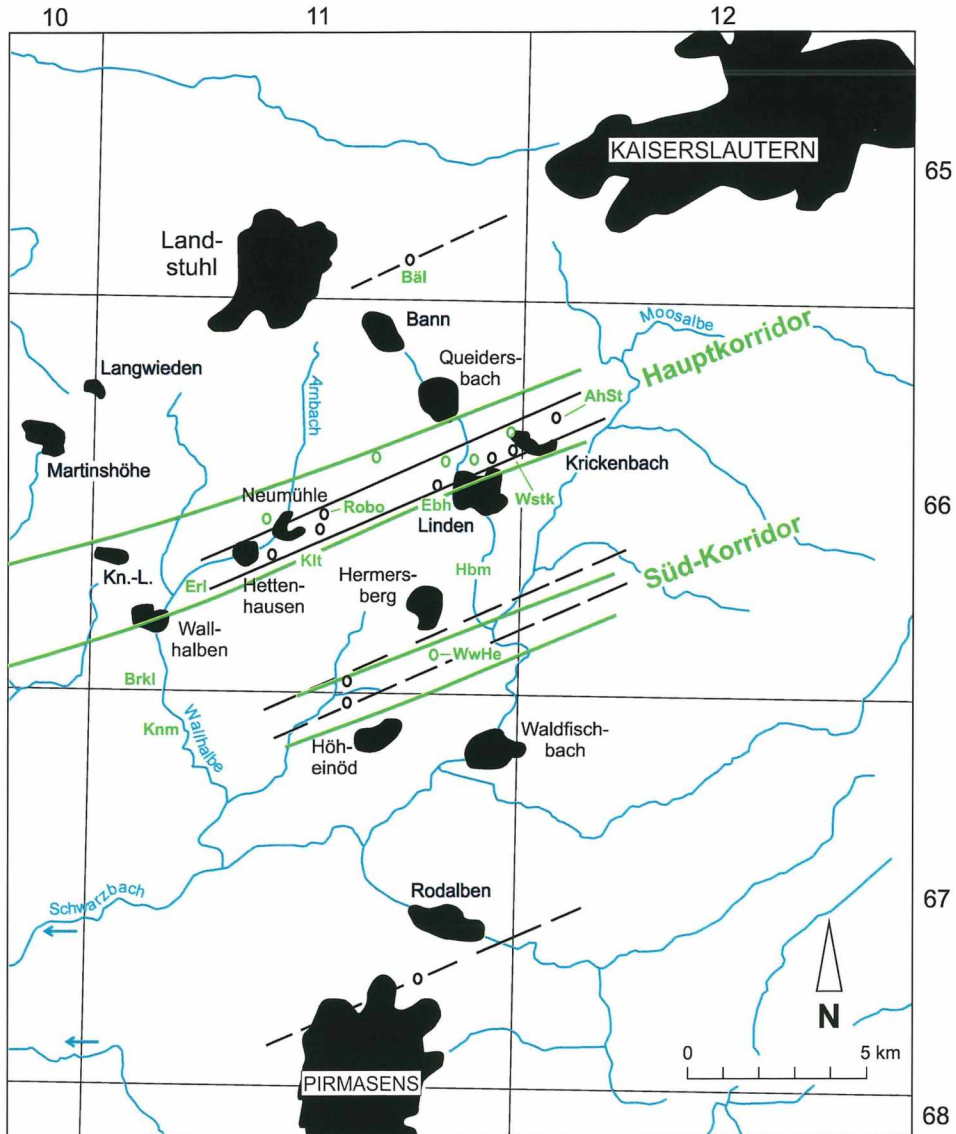 10
11
12
KAISERSLAUTERN
65
Land-
stuhl
Bäl
Bann
Moosalbe
Hauptkorridor
Queiders-
bach
Langwieden
Arnbach
AhSt
Martinshöhe
Krickenbach
Neumühle
Robo
Ebh
Wstk
Linden
66
Kn.-L.
Klt
Erl
Hetten-
hausen
Hermers-
berg
Hbm
Süd-Korridor
Wall-
halben
WwHe
Brkl
Knm
Wallhalbe
Höh-
einöd
Waldfisch-
bach
Rodalben
Schwarzbach
67
N
0
5 km
PIRMASENS
68